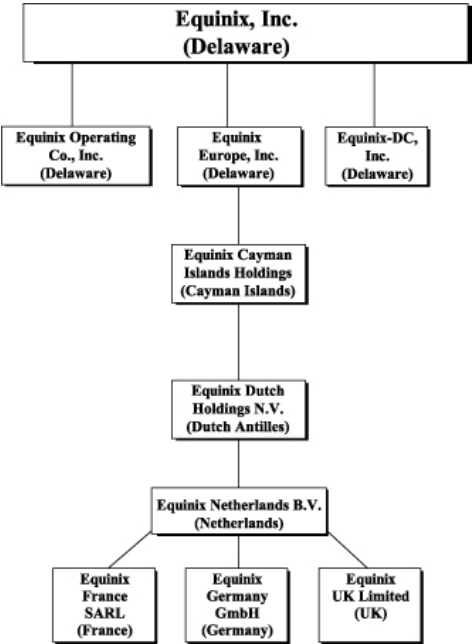 Equinix, Inc.
(Delaware)
Equinix Operating
Co., Inc.
(Delaware)
Equinix
Europe, Inc.
(Delaware)
Equinix-DC,
Inc.
(Delaware)
Equinix Cayman
Islands Holdings
(Cayman Islands)
Equinix Dutch
Holdings N.V.
(Dutch Antilles)
Equinix Netherlands B.V.
(Netherlands)
Equinix
France
SARL
(France)
Equinix
Germany
GmbH
(Germany)
Equinix
UK Limited
(UK)